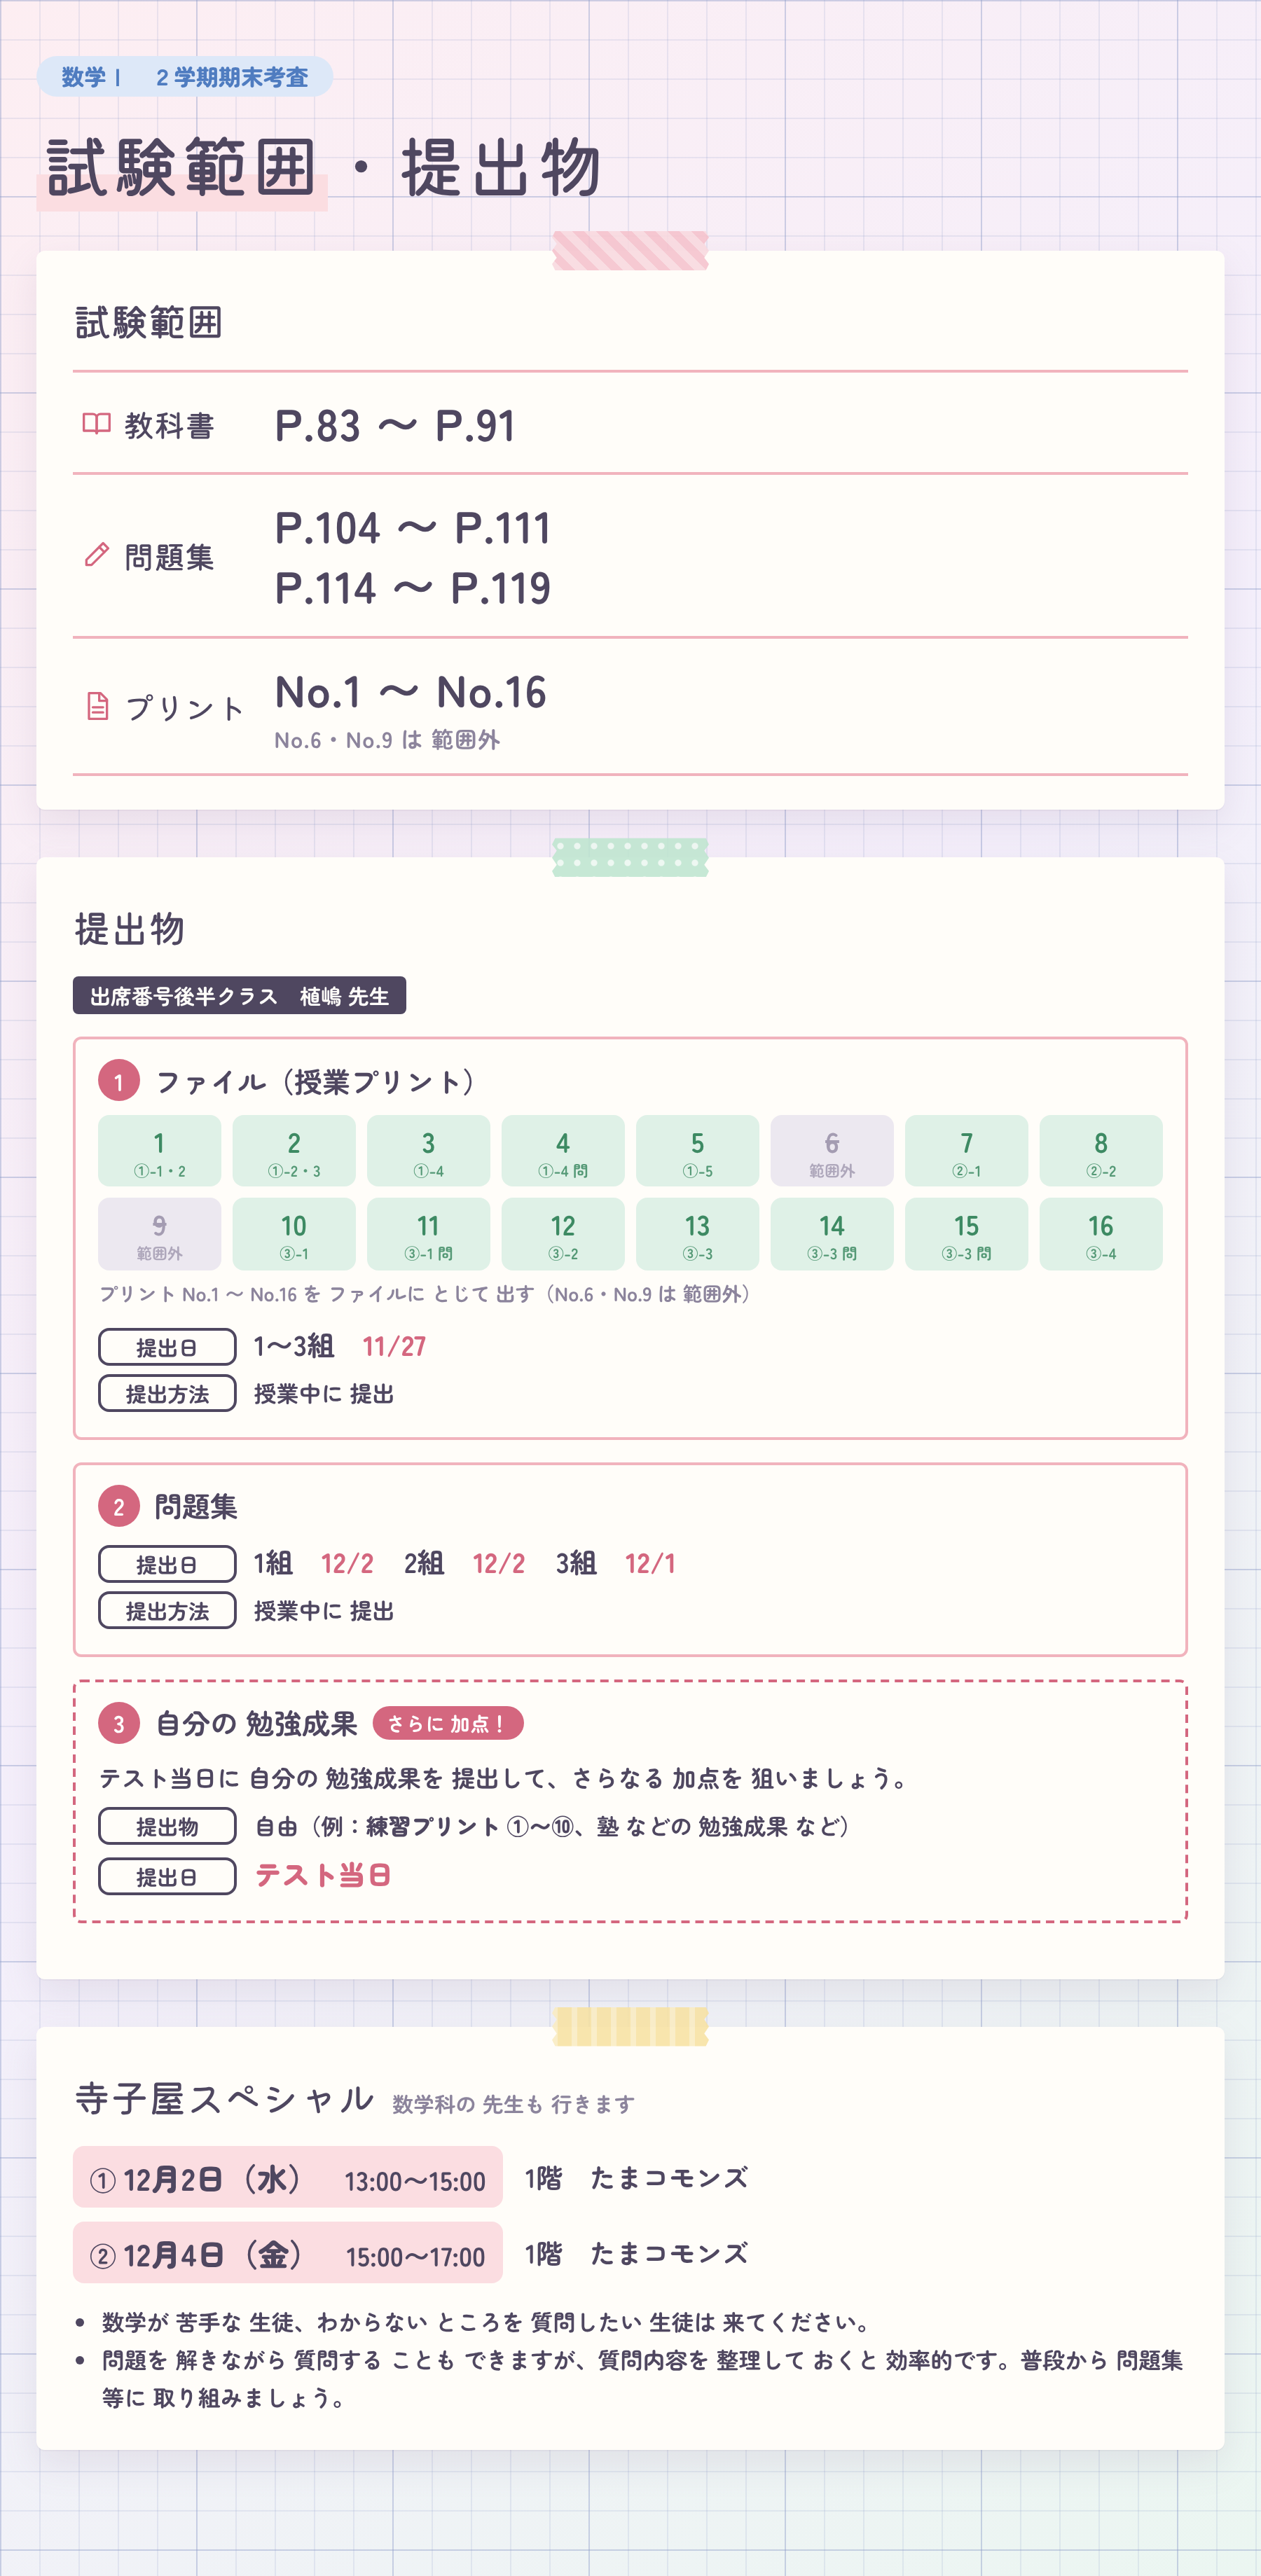 数学Ⅰ　2学期期末考査
試験範囲・提出物
試験範囲
教科書 P.83 〜 P.91
問題集 P.104 〜 P.111
P.114 〜 P.119
プリント No.1 〜 No.16
No.6・No.9 は 範囲外
提出物
出席番号後半クラス　植嶋 先生
1 ファイル（授業プリント）
1 2 3 4 5 6 7 8
①-1・2 ①-2・3 ①-4 ①-4 問 ①-5 範囲外 ②-1 ②-2
9 10 11 12 13 14 15 16
範囲外 ③-1 ③-1 問 ③-2 ③-3 ③-3 問 ③-3 問 ③-4
プリント No.1 〜 No.16 を ファイルに とじて 出す（No.6・No.9 は 範囲外）
提出日 1〜3組　11/27
提出方法 授業中に 提出
2 問題集
提出日 1組　12/2　2組　12/2　3組　12/1
提出方法 授業中に 提出
3 自分の 勉強成果 さらに 加点！
テスト当日に 自分の 勉強成果を 提出して、さらなる 加点を 狙いましょう。
提出物 自由（例：練習プリント ①〜⑩、塾 などの 勉強成果 など）
提出日 テスト当日
寺子屋スペシャル 数学科の 先生も 行きます
① 12月2日（水）　13:00〜15:00 1階　たまコモンズ
② 12月4日（金）　15:00〜17:00 1階　たまコモンズ
• 数学が 苦手な 生徒、わからない ところを 質問したい 生徒は 来てください。
• 問題を 解きながら 質問する ことも できますが、質問内容を 整理して おくと 効率的です。普段から 問題集
等に 取り組みましょう。